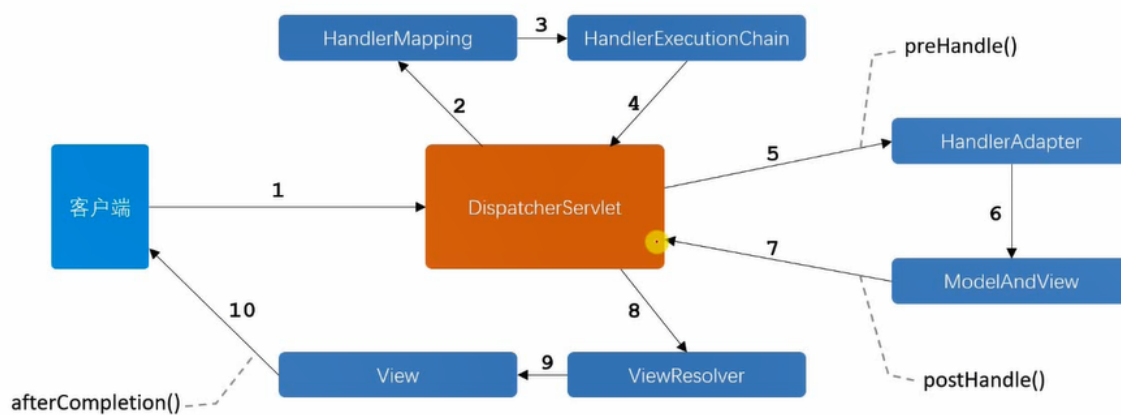 HandlerMapping
3
HandlerExecutionChain
preHandle()
2
4
HandlerAdapter
5
客户端
1
DispatcherServlet
6
7
ModelAndView
8
10
View
9
ViewResolver
postHandle()
afterCompletion()